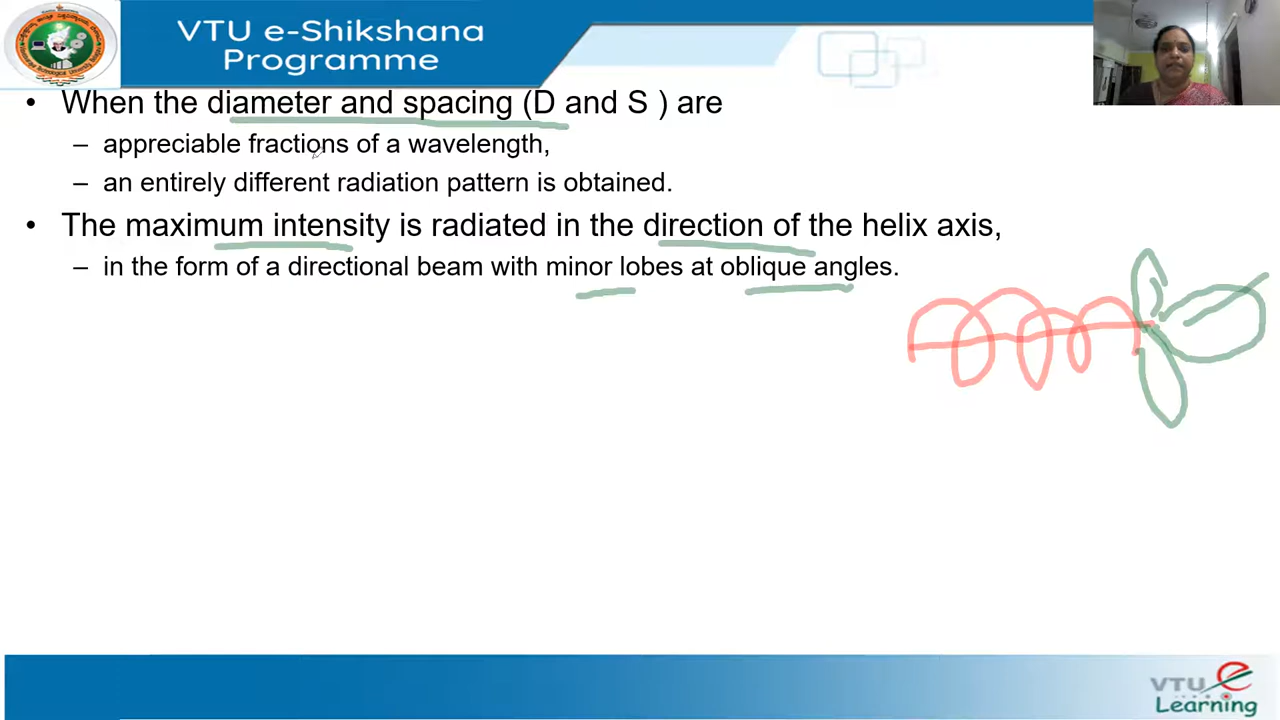 VTU e-Shikshana
Programme
• When the diameter and spacing (D and S ) are
– appreciable fractions of a wavelength,
– an entirely different radiation pattern is obtained.
• The maximum intensity is radiated in the direction of the helix axis,
– in the form of a directional beam with minor lobes at oblique angles.
VTU e
Learning